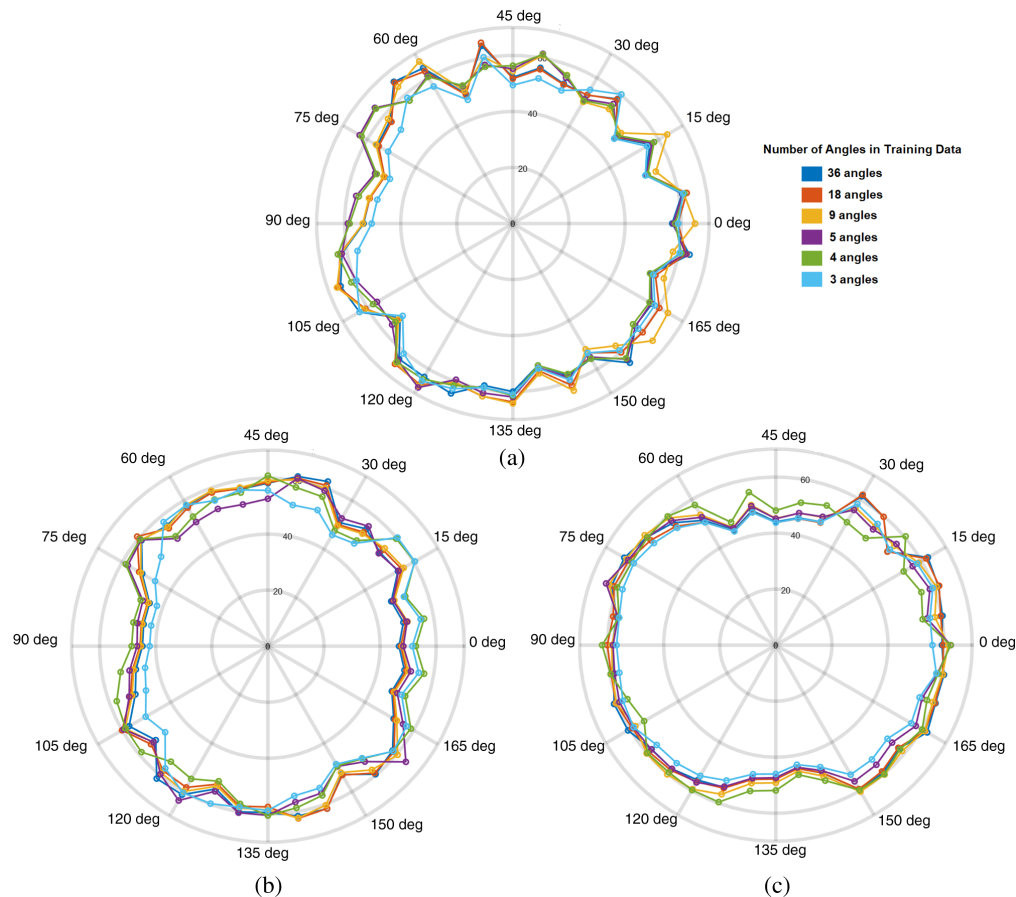 45 deg
60 deg
30 deg
75 deg
15 deg
90 deg
0 deg
105 deg
165 deg
120 deg
150 deg
135 deg
60
40
20
0
Number of Angles in Training Data
36 angles
18 angles
9 angles
5 angles
4 angles
3 angles
(a)
45 deg
60 deg
30 deg
75 deg
15 deg
90 deg
0 deg
105 deg
165 deg
120 deg
150 deg
135 deg
40
20
0
(b)
45 deg
60 deg
30 deg
75 deg
15 deg
90 deg
0 deg
105 deg
165 deg
120 deg
150 deg
135 deg
60
40
20
0
(c)